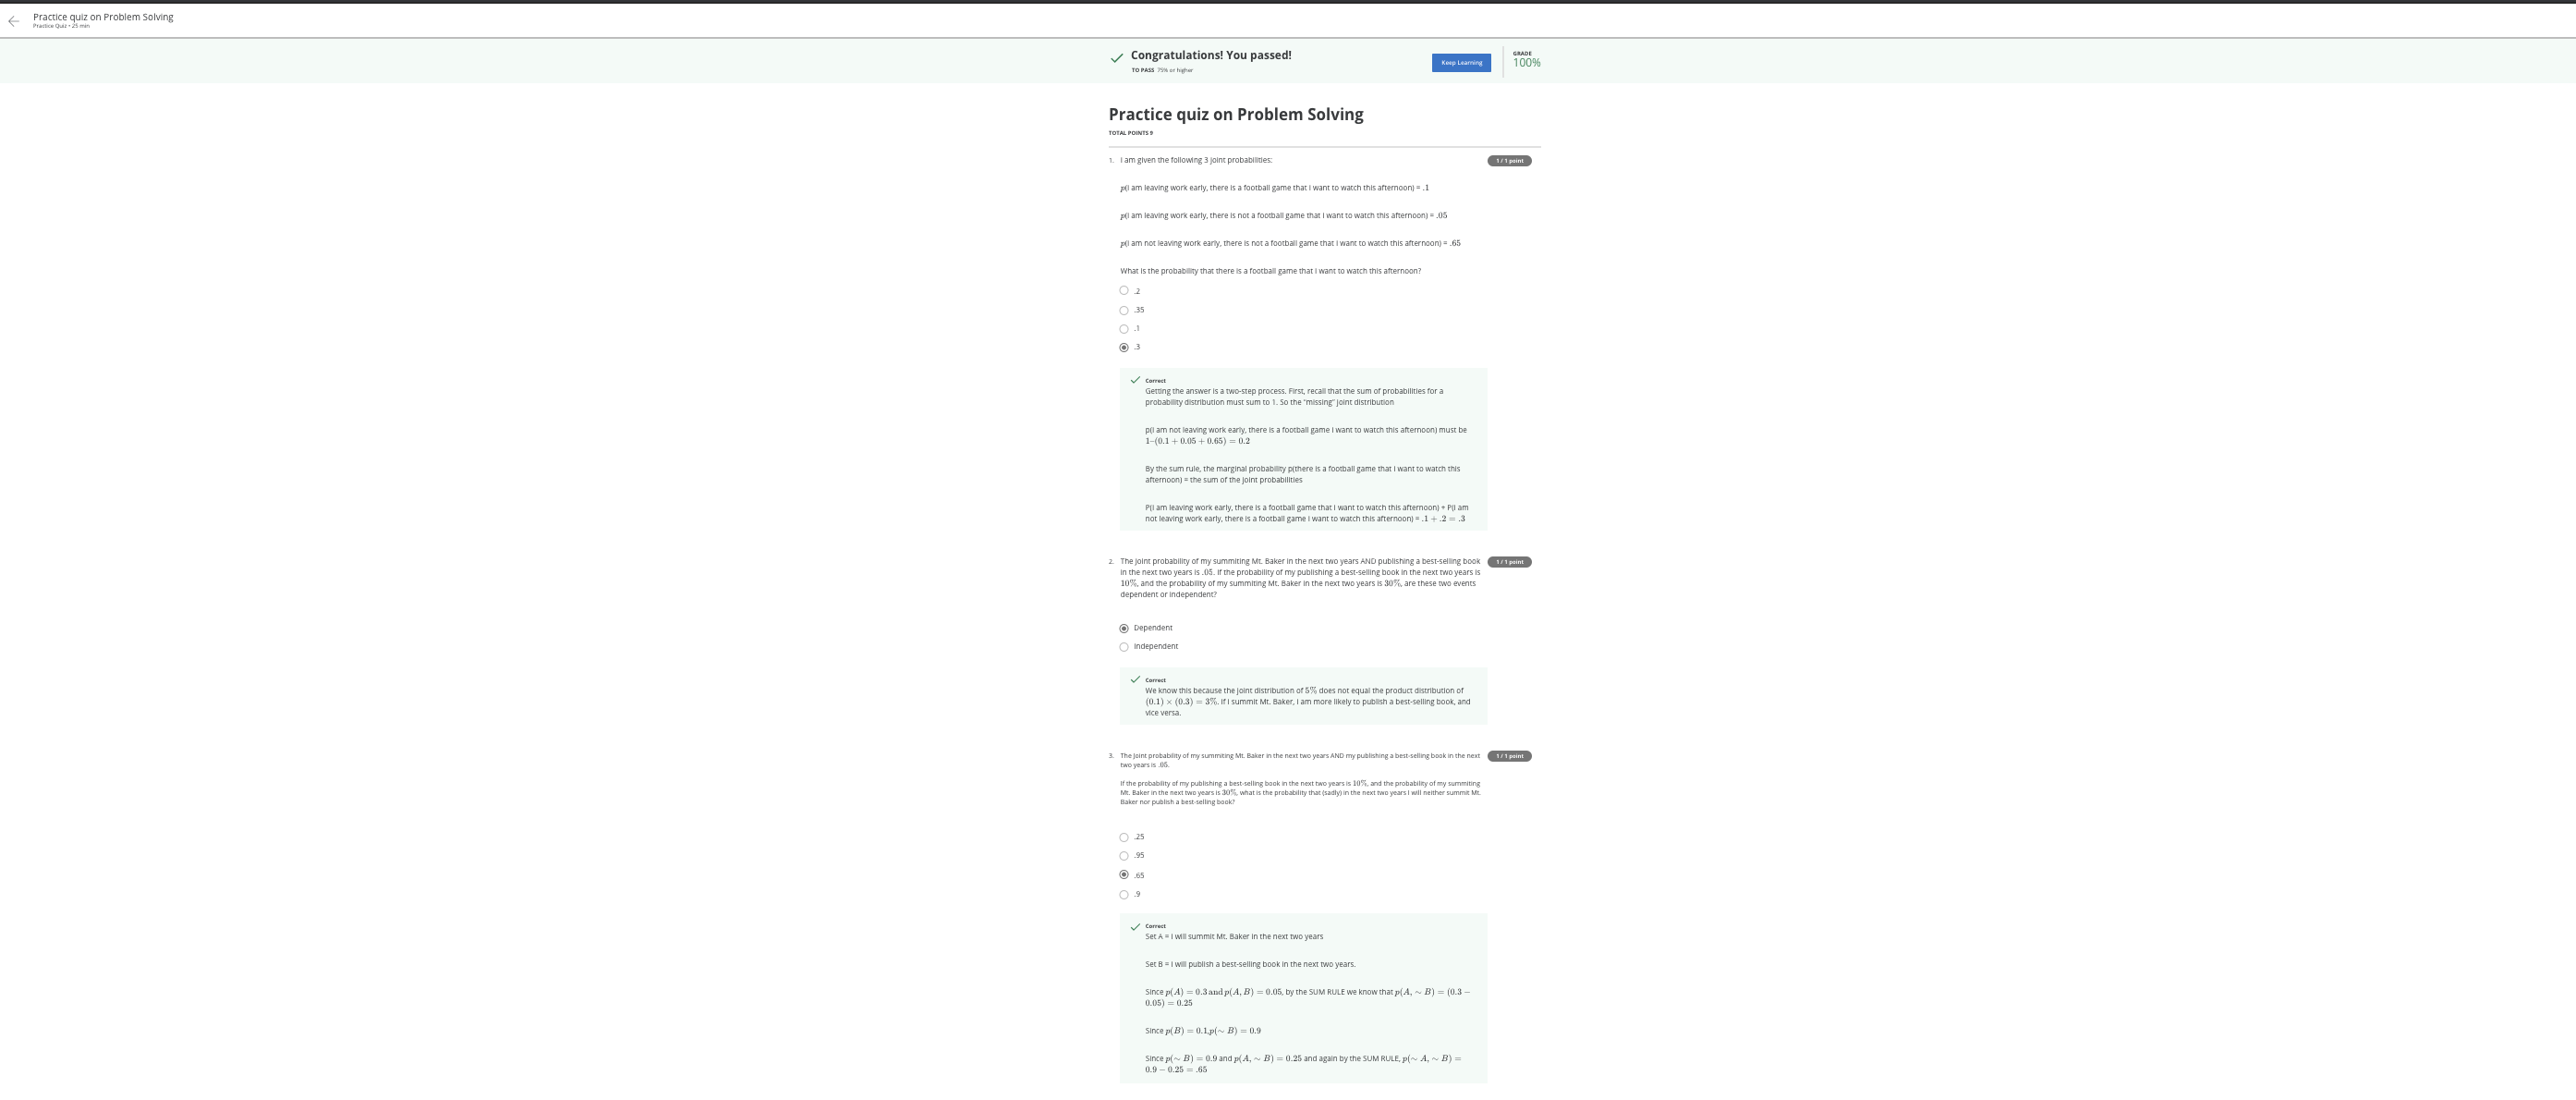 Practice quiz on Problem Solving
Practice Quiz • 25 min
Congratulations! You passed!
TO PASS 75% or higher
Keep Learning
GRADE
100%
Practice quiz on Problem Solving
TOTAL POINTS 9
1. I am given the following 3 joint probabilities:
1 / 1 point
p(I am leaving work early, there is a football game that I want to watch this afternoon) = .1
p(I am leaving work early, there is not a football game that I want to watch this afternoon) = .05
p(I am not leaving work early, there is not a football game that I want to watch this afternoon) = .65
What is the probability that there is a football game that I want to watch this afternoon?
.2
.35
.1
.3
Correct
Getting the answer is a two-step process. First, recall that the sum of probabilities for a
probability distribution must sum to 1. So the "missing" joint distribution
p(I am not leaving work early, there is a football game I want to watch this afternoon) must be
1–(0.1 + 0.05 + 0.65) = 0.2
By the sum rule, the marginal probability p(there is a football game that I want to watch this
afternoon) = the sum of the joint probabilities
P(I am leaving work early, there is a football game that I want to watch this afternoon) + P(I am
not leaving work early, there is a football game I want to watch this afternoon) = .1 + .2 = .3
2. The joint probability of my summiting Mt. Baker in the next two years AND publishing a best-selling book
1 / 1 point
in the next two years is .05. If the probability of my publishing a best-selling book in the next two years is
10%, and the probability of my summiting Mt. Baker in the next two years is 30%, are these two events
dependent or independent?
Dependent
Independent
Correct
We know this because the joint distribution of 5% does not equal the product distribution of
(0.1) × (0.3) = 3%. If I summit Mt. Baker, I am more likely to publish a best-selling book, and
vice versa.
3. The Joint probability of my summiting Mt. Baker in the next two years AND my publishing a best-selling book in the next
1 / 1 point
two years is .05.
If the probability of my publishing a best-selling book in the next two years is 10%, and the probability of my summiting
Mt. Baker in the next two years is 30%, what is the probability that (sadly) in the next two years I will neither summit Mt.
Baker nor publish a best-selling book?
.25
.95
.65
.9
Correct
Set A = I will summit Mt. Baker in the next two years
Set B = I will publish a best-selling book in the next two years.
Since p(A) = 0.3 and p(A, B) = 0.05, by the SUM RULE we know that p(A, ∼ B) = (0.3 −
0.05) = 0.25
Since p(B) = 0.1,p(∼ B) = 0.9
Since p(∼ B) = 0.9 and p(A, ∼ B) = 0.25 and again by the SUM RULE, p(∼ A, ∼ B) =
0.9 − 0.25 = .65